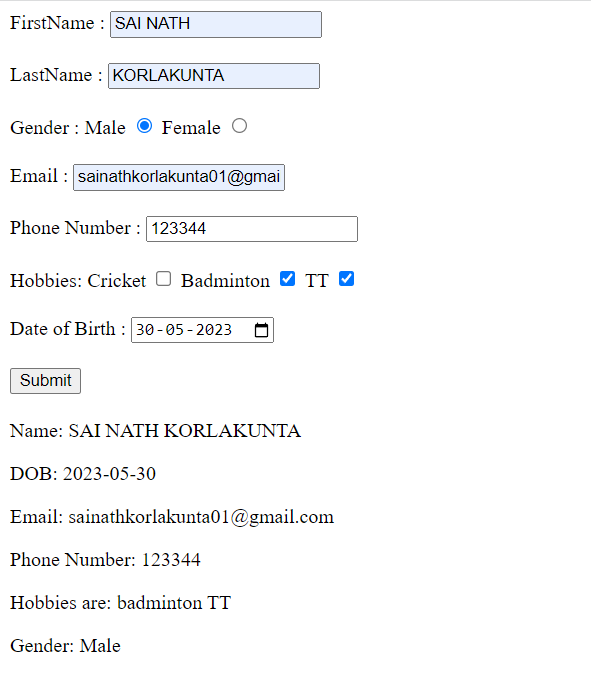 FirstName : SAI NATH
LastName : KORLAKUNTA
Gender : Male Female
Email : sainathkorlakunta01@gmai
Phone Number : 123344
Hobbies: Cricket Badminton TT
Date of Birth : 30-05-2023
Submit
Name: SAI NATH KORLAKUNTA
DOB: 2023-05-30
Email: sainathkorlakunta01@gmail.com
Phone Number: 123344
Hobbies are: badminton TT
Gender: Male